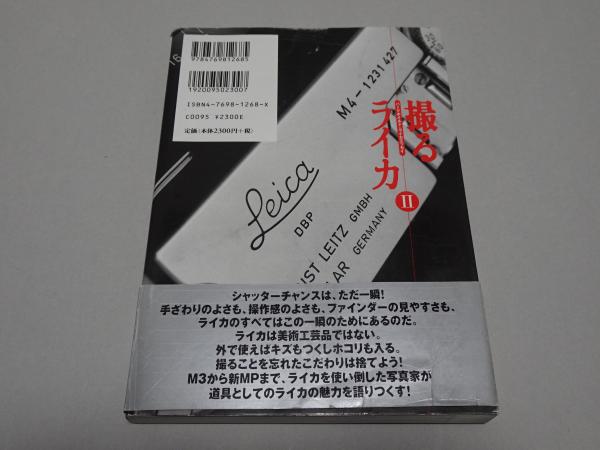 9784769812685
1920095023007
ISBN4-7698-1268-X
C0095 ¥2300E
定価：本体2300円+税〉
16
M4-1231427
撮る
ライカ
II
Leica
DBP
UST LEITZ GMBH
LAR GERMANY
シャッターチャンスは、ただ一瞬!
手ざわりのよさも、操作感のよさも、ファインダーの見やすさも、
ライカのすべてはこの一瞬のためにあるのだ。
ライカは美術工芸品ではない。
外で使えばキズもつくしホコリも入る。
撮ることを忘れたこだわりは捨てよう!
M3から新MPまで、ライカを使い倒した写真家が
道具としてのライカの魅力を語りつくす!